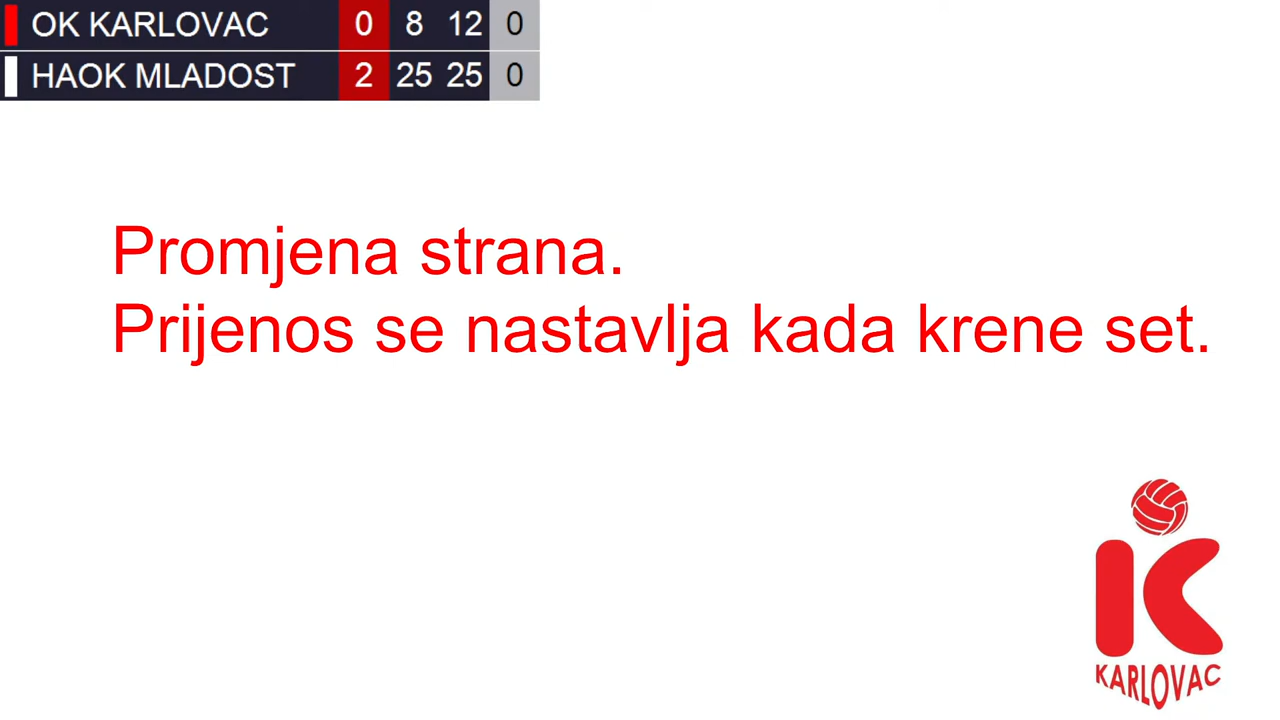 OK KARLOVAC 0 8 12 0
HAOK MLADOST 2 25 25 0
Promjena strana.
Prijenos se nastavlja kada krene set.
KARLOVAC